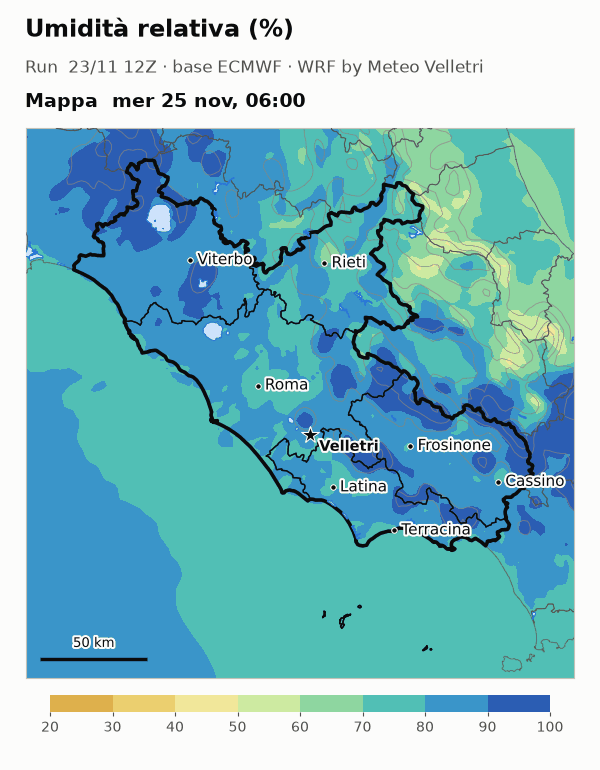 Umidità relativa (%)
Run  23/11 12Z · base ECMWF · WRF by Meteo Velletri
Mappa  mer 25 nov, 06:00
Viterbo
Rieti
Roma
Velletri
Frosinone
Cassino
Latina
Terracina
50 km
20 30 40 50 60 70 80 90 100